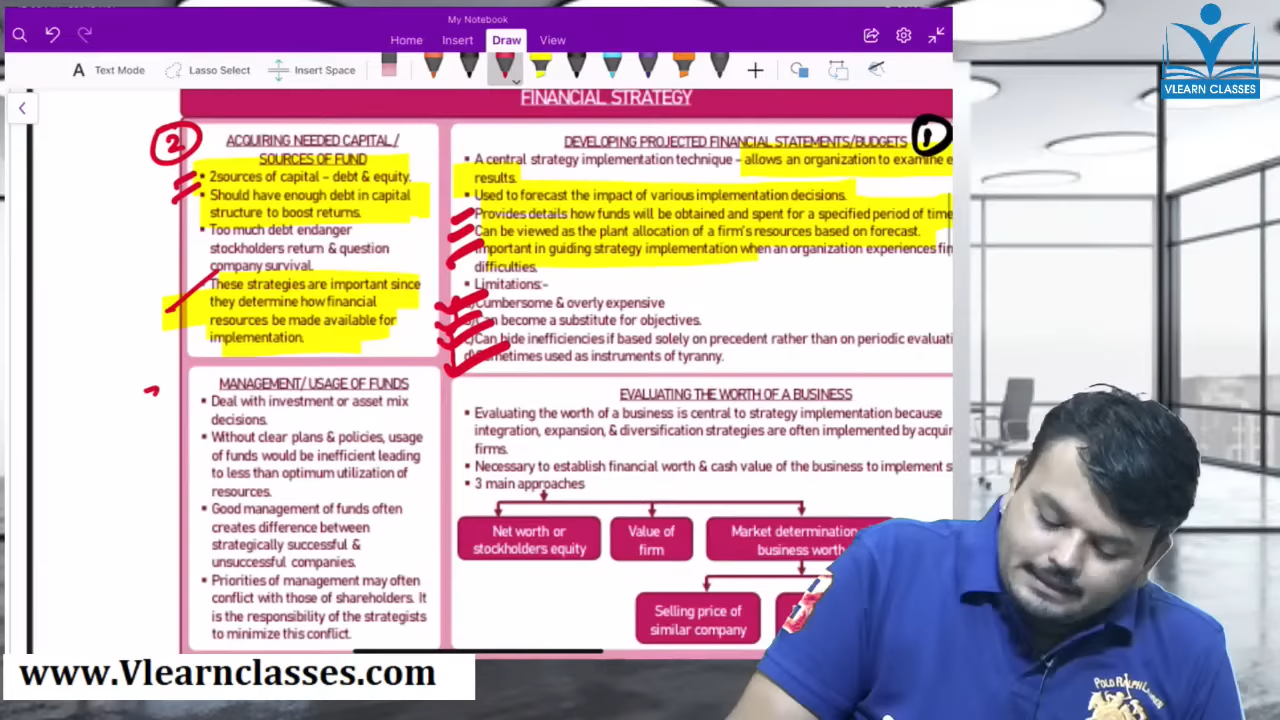 My Notebook
Home Insert Draw View
Text Mode Lasso Select Insert Space
VLEARN CLASSES
FINANCIAL STRATEGY
2
ACQUIRING NEEDED CAPITAL/
SOURCES OF FUND
▪ 2sources of capital – debt & equity.
▪ Should have enough debt in capital
structure to boost returns.
▪ Too much debt endanger
stockholders return & question
company survival.
These strategies are important since
they determine how financial
resources be made available for
implementation.
1
DEVELOPING PROJECTED FINANCIAL STATEMENTS/BUDGETS
▪ A central strategy implementation technique – allows an organization to examine
results.
▪ Used to forecast the impact of various implementation decisions.
Provides details how funds will be obtained and spent for a specified period of time
Can be viewed as the plant allocation of a firm's resources based on forecast.
Important in guiding strategy implementation when an organization experiences
difficulties.
▪ Limitations:-
Cumbersome & overly expensive
Can become a substitute for objectives.
c) Can hide inefficiencies if based solely on precedent rather than on periodic
d) Sometimes used as instruments of tyranny.
MANAGEMENT/ USAGE OF FUNDS
▪ Deal with investment or asset mix
decisions.
▪ Without clear plans & policies, usage
of funds would be inefficient leading
to less than optimum utilization of
resources.
▪ Good management of funds often
creates difference between
strategically successful &
unsuccessful companies.
▪ Priorities of management may often
conflict with those of shareholders. It
is the responsibility of the strategists
to minimize this conflict.
EVALUATING THE WORTH OF A BUSINESS
▪ Evaluating the worth of a business is central to strategy implementation because
integration, expansion, & diversification strategies are often implemented by
firms.
▪ Necessary to establish financial worth & cash value of the business to implement
▪ 3 main approaches
Net worth or
stockholders equity
Value of
firm
Market determination
business worth
Selling price of
similar company
www.Vlearnclasses.com
POLO RALPH